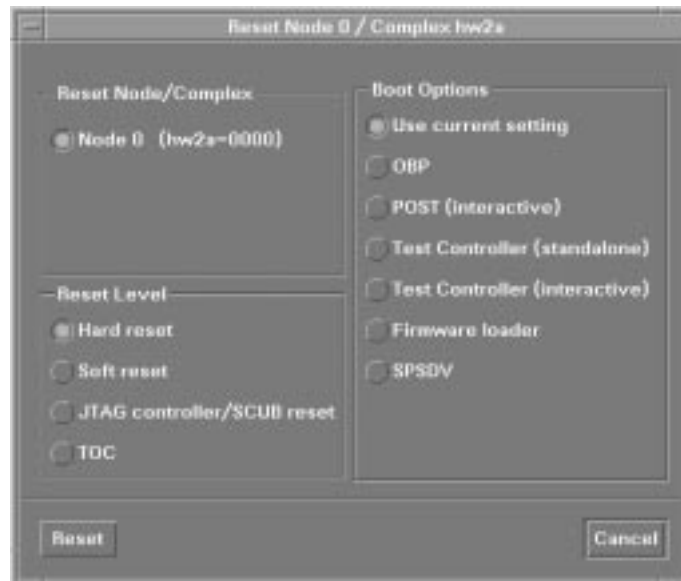 Reset Node 0 / Complex hw2a
Reset Node/Complex
Node 0 (hw2a-0000)
Reset Level
Hard reset
Soft reset
JTAG controller/SCUB reset
TOC
Boot Options
Use current setting
OBP
POST (interactive)
Test Controller (standalone)
Test Controller (interactive)
Firmware loader
SPSDV
Reset
Cancel